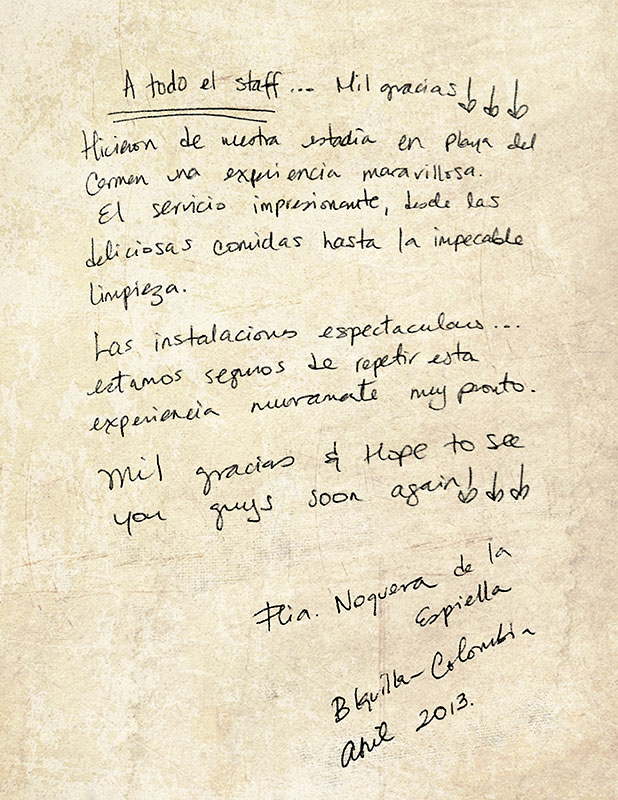 A todo el staff... Mil gracias!!!
Hicieron de nuestra estadia en playa del
Carmen una experiencia maravillosa.
El servicio impresionante, desde las
deliciosas comidas hasta la impecable
limpieza.
Las instalaciones espectaculares...
estamos seguros de repetir esta
experiencia nuevamente muy pronto.
Mil gracias & Hope to see
you guys soon again!!!
Flia. Noguera de la
Espriella
B/quilla-Colombia
Abril 2013.